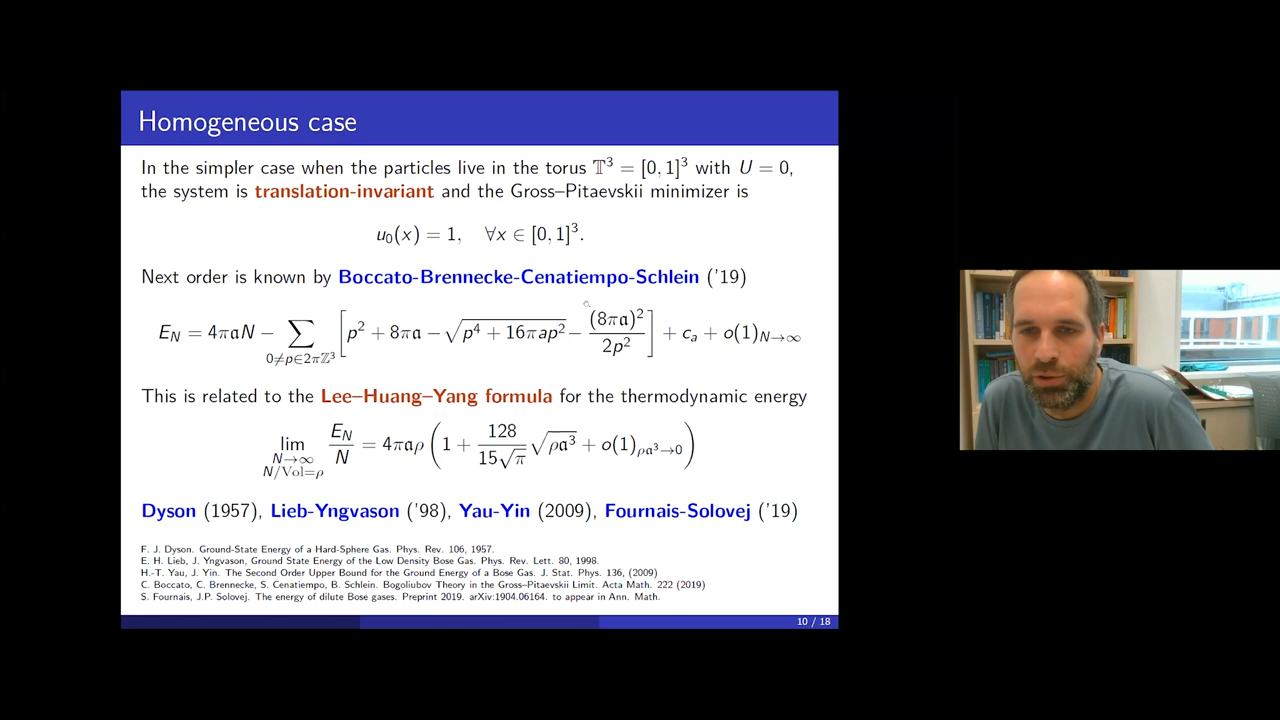 Homogeneous case
In the simpler case when the particles live in the torus 𝕋³ = [0, 1]³ with U = 0,
the system is translation-invariant and the Gross–Pitaevskii minimizer is
u₀(x) = 1, ∀x ∈ [0, 1]³.
Next order is known by Boccato-Brennecke-Cenatiempo-Schlein ('19)
E_N = 4π𝔞N − ∑_{0≠p∈2πℤ³} [p² + 8π𝔞 − √(p⁴ + 16πap²) − (8π𝔞)²/2p²] + c_a + o(1)_{N→∞}
This is related to the Lee–Huang–Yang formula for the thermodynamic energy
lim_{N→∞, N/Vol=ρ} E_N/N = 4π𝔞ρ (1 + 128/(15√π) √(ρ𝔞³) + o(1)_{ρ𝔞³→0})
Dyson (1957), Lieb-Yngvason ('98), Yau-Yin (2009), Fournais-Solovej ('19)
F. J. Dyson. Ground-State Energy of a Hard-Sphere Gas. Phys. Rev. 106, 1957.
E. H. Lieb, J. Yngvason, Ground State Energy of the Low Density Bose Gas. Phys. Rev. Lett. 80, 1998.
H.-T. Yau, J. Yin. The Second Order Upper Bound for the Ground Energy of a Bose Gas. J. Stat. Phys. 136, (2009)
C. Boccato, C. Brennecke, S. Cenatiempo, B. Schlein. Bogoliubov Theory in the Gross–Pitaevskii Limit. Acta Math. 222 (2019)
S. Fournais, J.P. Solovej. The energy of dilute Bose gases. Preprint 2019. arXiv:1904.06164. to appear in Ann. Math.
10 / 18